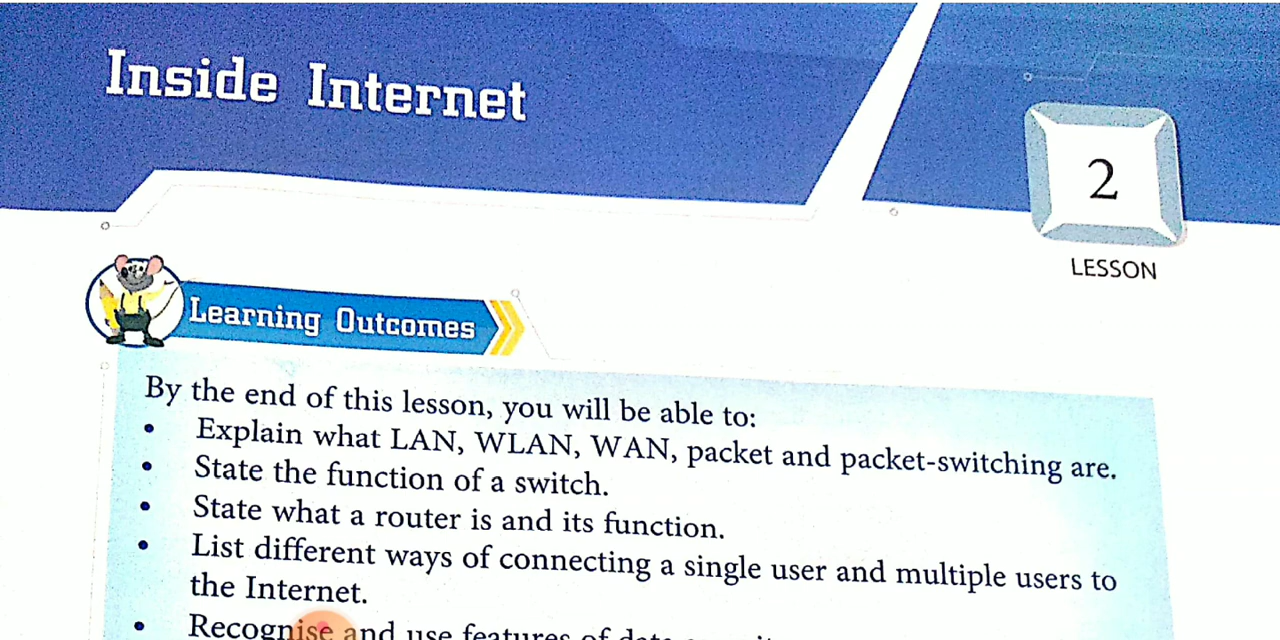 Inside Internet
2
LESSON
Learning Outcomes
By the end of this lesson, you will be able to:
• Explain what LAN, WLAN, WAN, packet and packet-switching are.
• State the function of a switch.
• State what a router is and its function.
• List different ways of connecting a single user and multiple users to
the Internet.
• Recognise and use features of